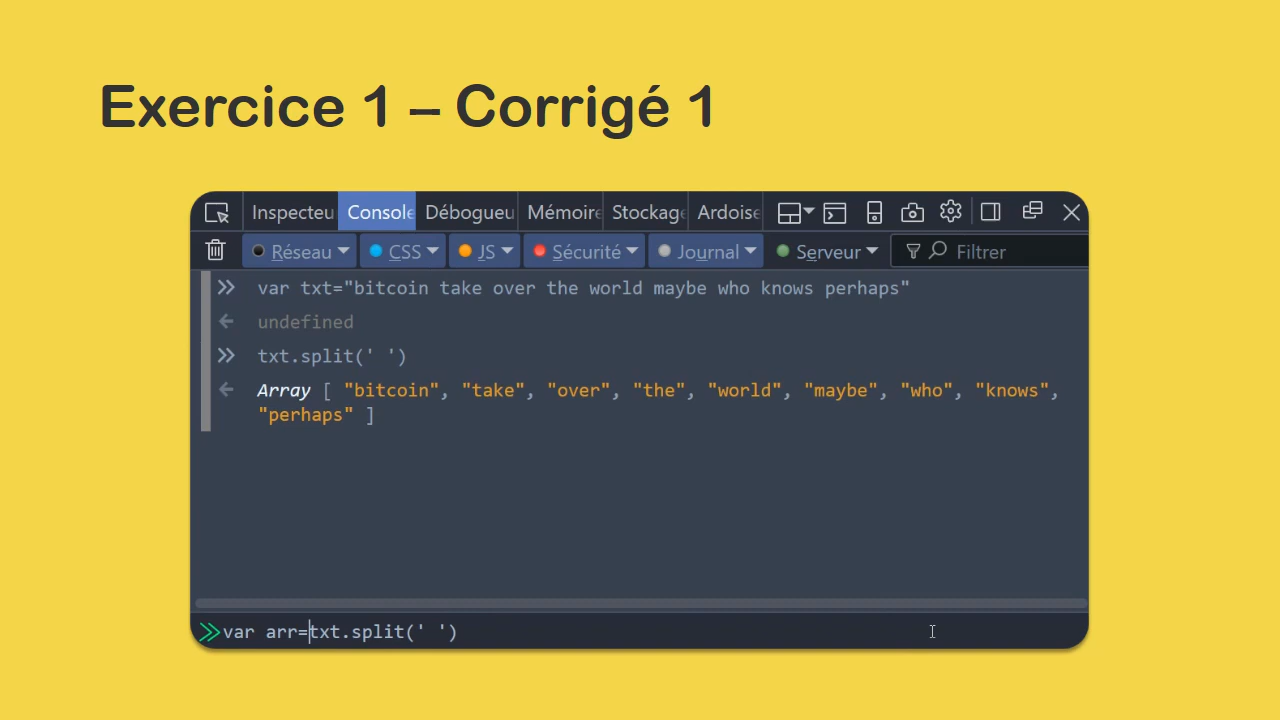 Exercice 1 – Corrigé 1
Inspecteu Console Débogueu Mémoire Stockage Ardoise
Réseau CSS JS Sécurité Journal Serveur Filtrer
var txt="bitcoin take over the world maybe who knows perhaps"
undefined
txt.split(' ')
Array [ "bitcoin", "take", "over", "the", "world", "maybe", "who", "knows",
"perhaps" ]
var arr=txt.split(' ')